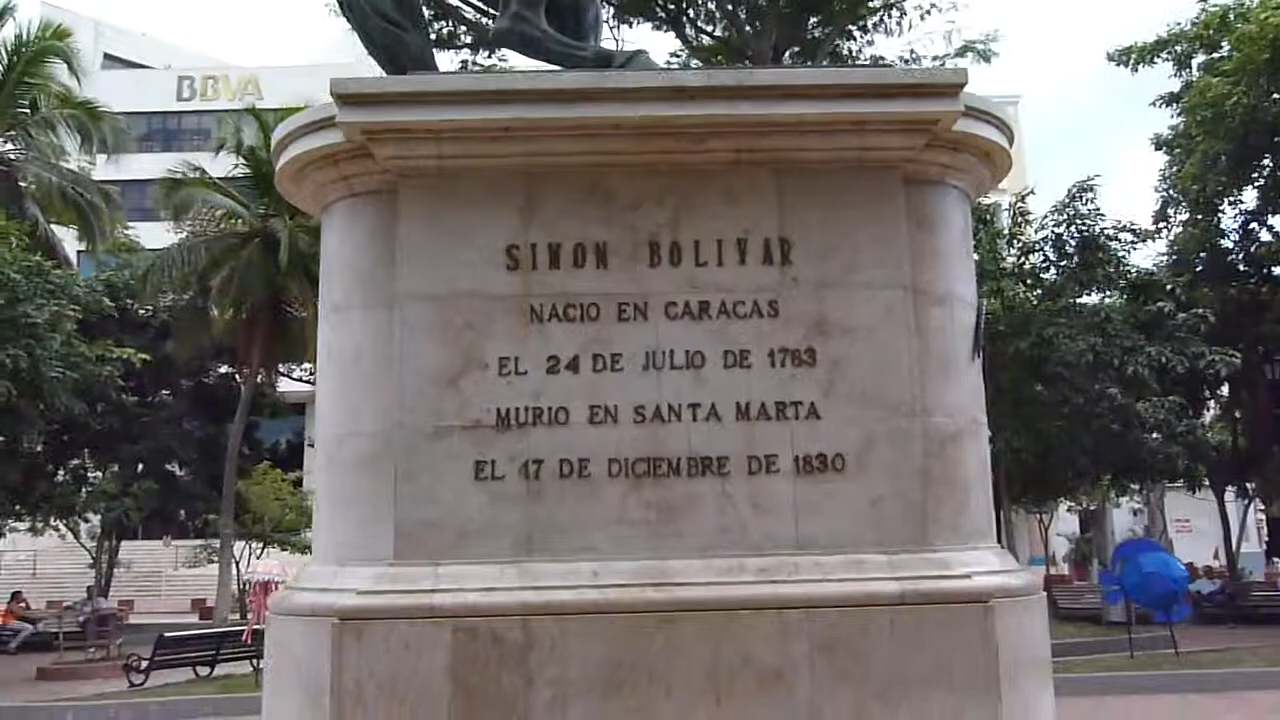 BBVA
SIMON BOLIVAR
NACIO EN CARACAS
EL 24 DE JULIO DE 1783
MURIO EN SANTA MARTA
EL 17 DE DICIEMBRE DE 1830